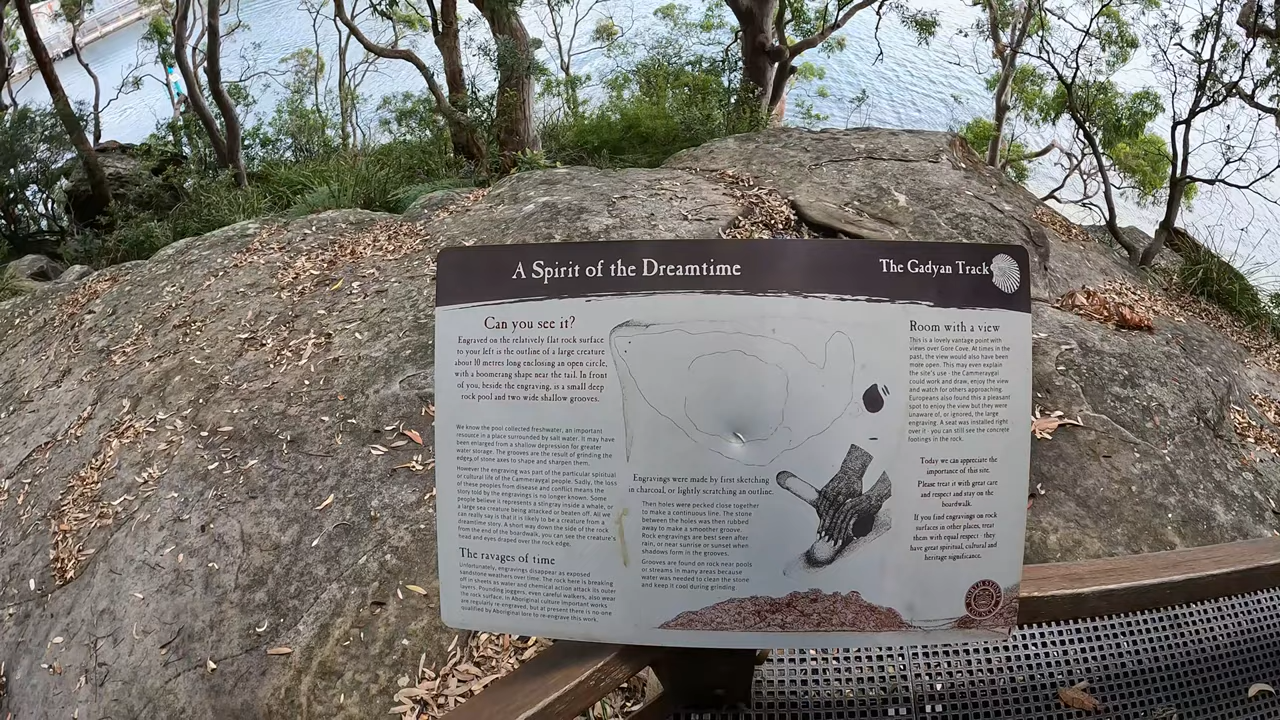 A Spirit of the Dreamtime
The Gadyan Track
Can you see it?
Engraved on the relatively flat rock surface
to your left is the outline of a large creature
about 10 metres long enclosing an open circle,
with a boomerang shape near the tail. In front
of you, beside the engraving, is a small deep
rock pool and two wide shallow grooves.
We know the pool collected freshwater, an important
resource in a place surrounded by salt water. It may have
been enlarged from a shallow depression for greater
water storage. The grooves are the result of grinding the
edges of stone axes to shape and sharpen them.
However the engraving was part of the particular spiritual
or cultural life of the Cammeraygal people. Sadly, the loss
of these peoples from disease and conflict means the
story told by the engravings is no longer known. Some
people believe it represents a stingray inside a whale, or
a large sea creature being attacked or beaten off. All we
can really say is that it is likely to be a creature from a
dreamtime story. A short way down the side of the rock
from the end of the boardwalk, you can see the creature's
head and eyes draped over the rock edge.
The ravages of time
Unfortunately, engravings disappear as exposed
sandstone weathers over time. The rock here is breaking
off in sheets as water and chemical action attack its outer
layers. Pounding joggers, even careful walkers, also wear
the rock surface. In Aboriginal culture important works
are regularly re-engraved, but at present there is no-one
qualified by Aboriginal lore to re-engrave this work.
Engravings were made by first sketching
in charcoal, or lightly scratching an outline.
Then holes were pecked close together
to make a continuous line. The stone
between the holes was then rubbed
away to make a smoother groove.
Rock engravings are best seen after
rain, or near sunrise or sunset when
shadows form in the grooves.
Grooves are found on rock near pools
or streams in many areas because
water was needed to clean the stone
and keep it cool during grinding
Room with a view
This is a lovely vantage point with
views over Gore Cove. At times in the
past, the view would also have been
more open. This may even explain
the site's use - the Cammeraygal
could work and draw, enjoy the view
and watch for others approaching.
Europeans also found this a pleasant
spot to enjoy the view but they were
unaware of, or ignored, the large
engraving. A seat was installed right
over it - you can still see the concrete
footings in the rock.
Today we can appreciate the
importance of this site.
Please treat it with great care
and respect and stay on the
boardwalk.
If you find engravings on rock
surfaces in other places, treat
them with equal respect - they
have great spiritual, cultural and
heritage significance.